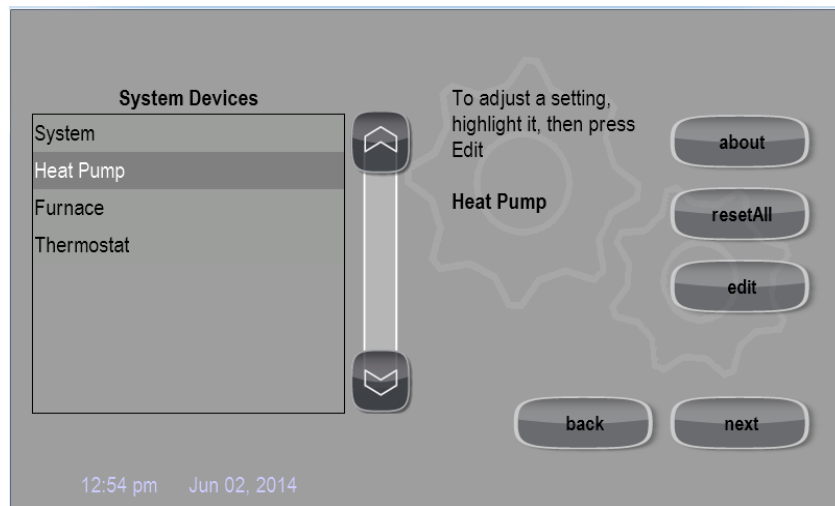 System Devices
System
Heat Pump
Furnace
Thermostat
To adjust a setting,
highlight it, then press
Edit
Heat Pump
about
resetAll
edit
back
next
12:54 pm Jun 02, 2014